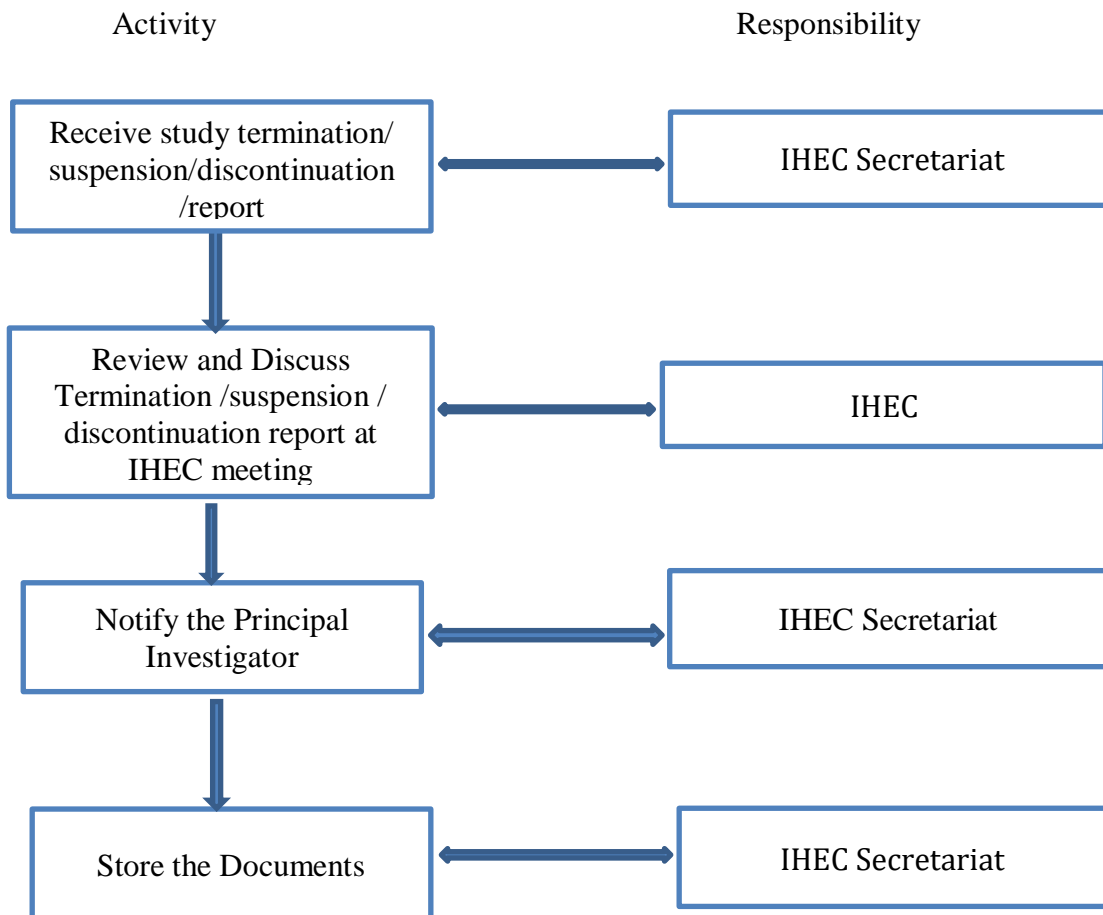 Activity
Responsibility
Receive study termination/
suspension/discontinuation
/report
IHEC Secretariat
Review and Discuss
Termination /suspension /
discontinuation report at
IHEC meeting
IHEC
Notify the Principal
Investigator
IHEC Secretariat
Store the Documents
IHEC Secretariat